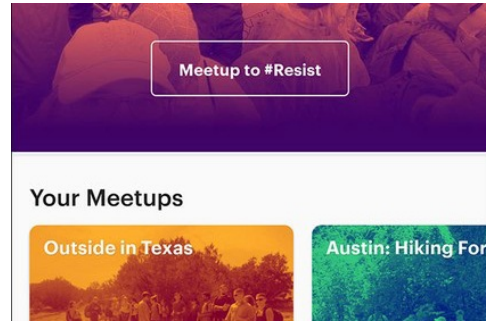 Meetup to #Resist
Your Meetups
Outside in Texas
Austin: Hiking For